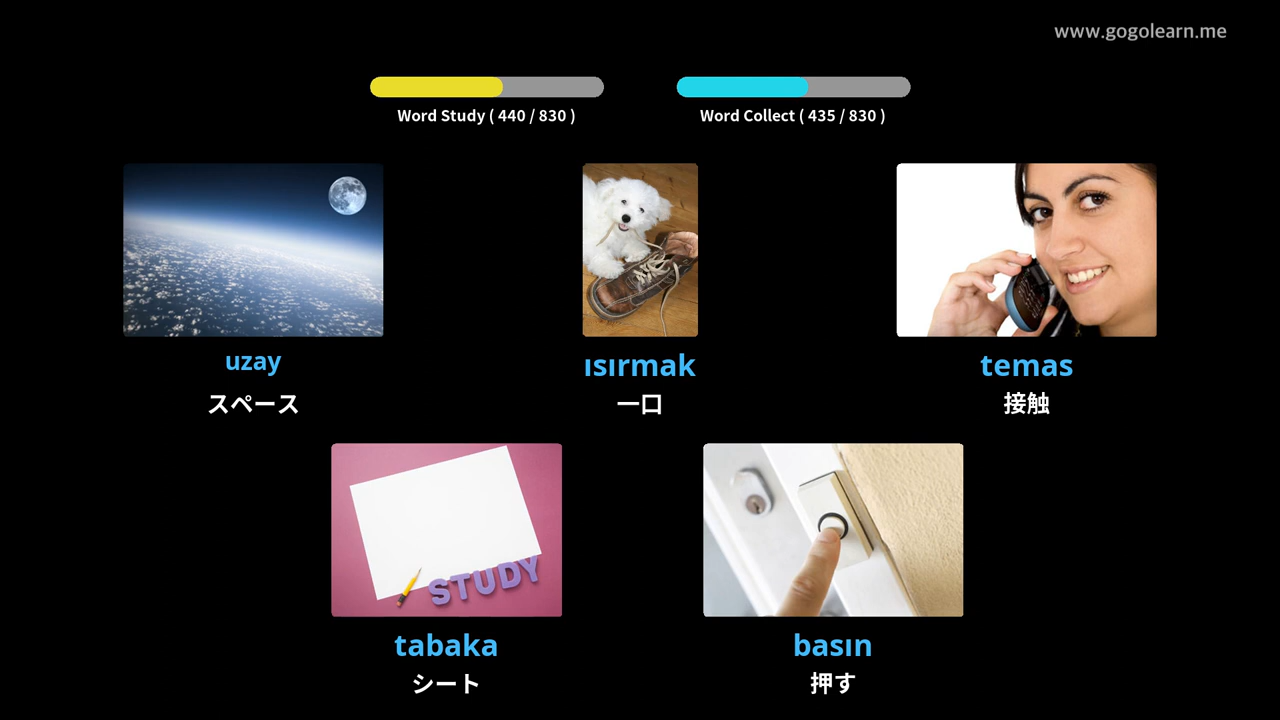 www.gogolearn.me
Word Study ( 440 / 830 )
Word Collect ( 435 / 830 )
uzay
スペース
ısırmak
一口
temas
接触
STUDY
tabaka
シート
basın
押す